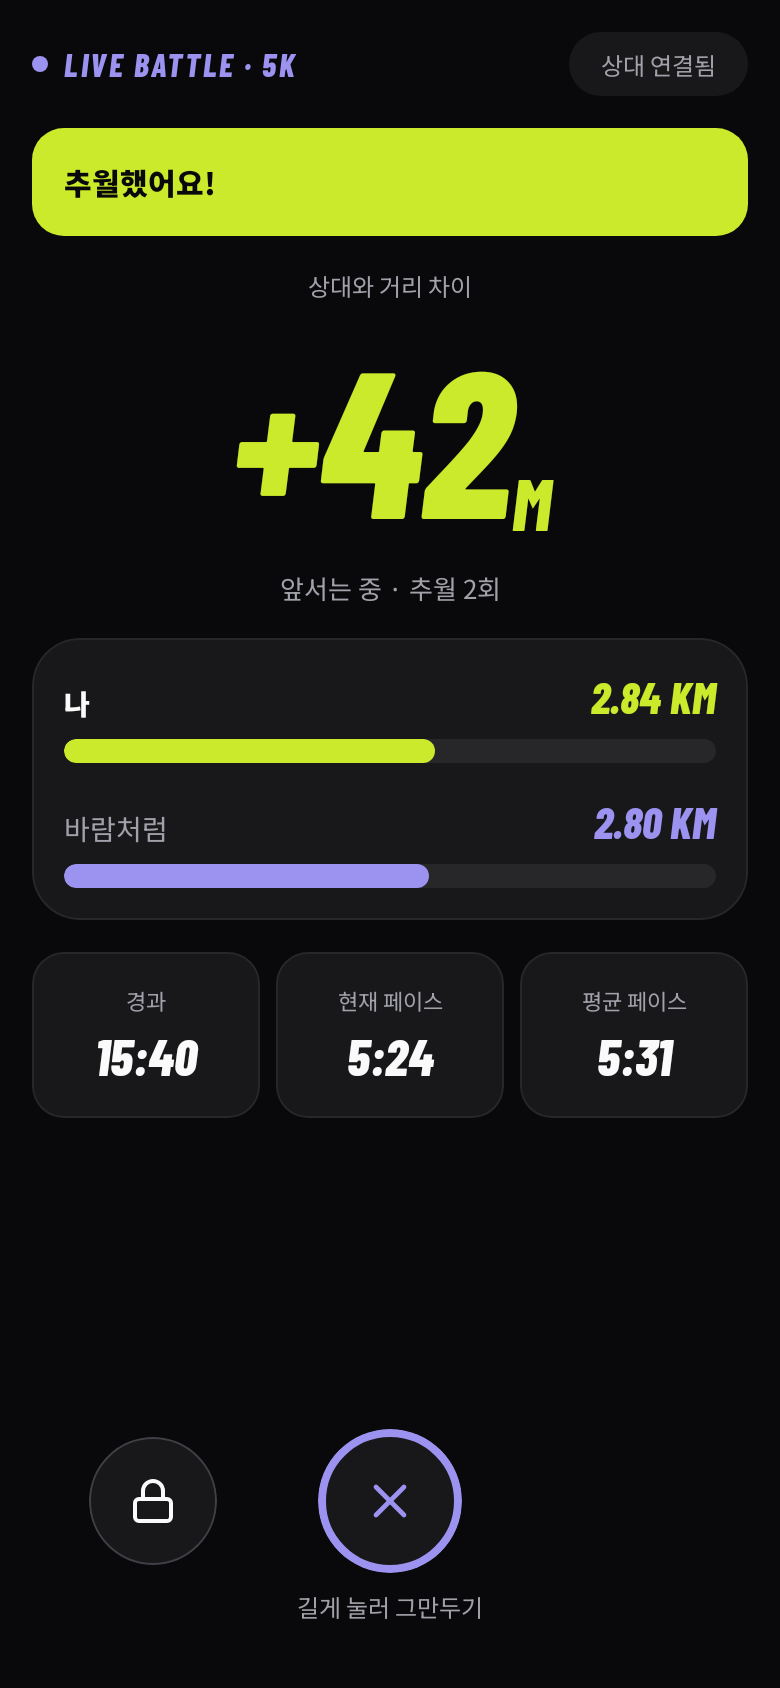 LIVE BATTLE · 5K
상대 연결됨
추월했어요!
상대와 거리 차이
+42M
앞서는 중 · 추월 2회
나
2.84 KM
바람처럼
2.80 KM
경과
15:40
현재 페이스
5:24
평균 페이스
5:31
길게 눌러 그만두기